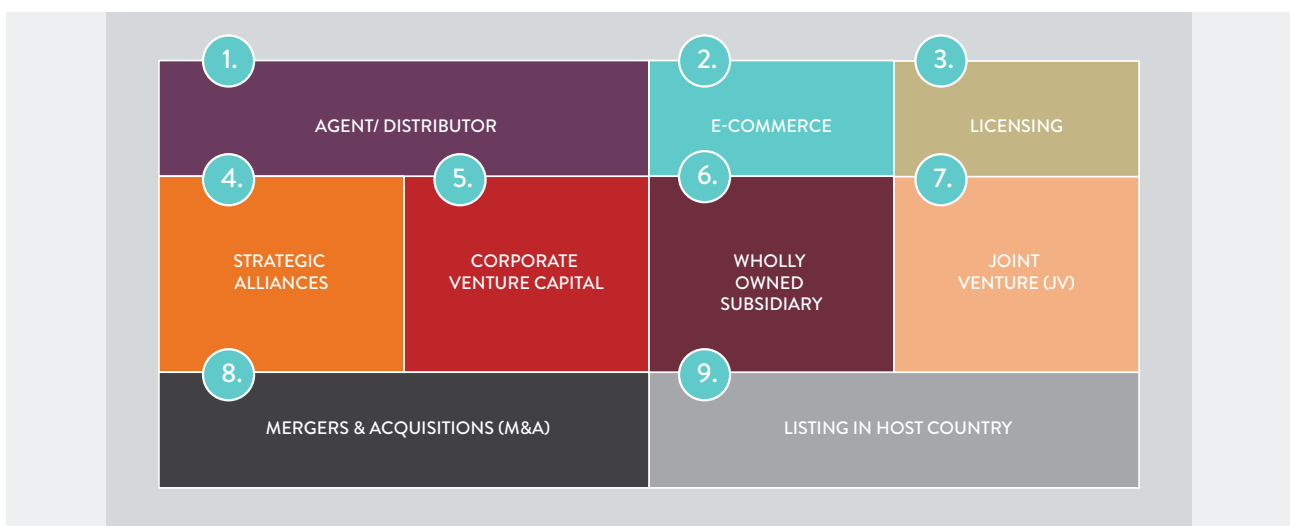 1.
AGENT/ DISTRIBUTOR
2.
E-COMMERCE
3.
LICENSING
4.
STRATEGIC
ALLIANCES
5.
CORPORATE
VENTURE CAPITAL
6.
WHOLLY
OWNED
SUBSIDIARY
7.
JOINT
VENTURE (JV)
8.
MERGERS & ACQUISITIONS (M&A)
9.
LISTING IN HOST COUNTRY